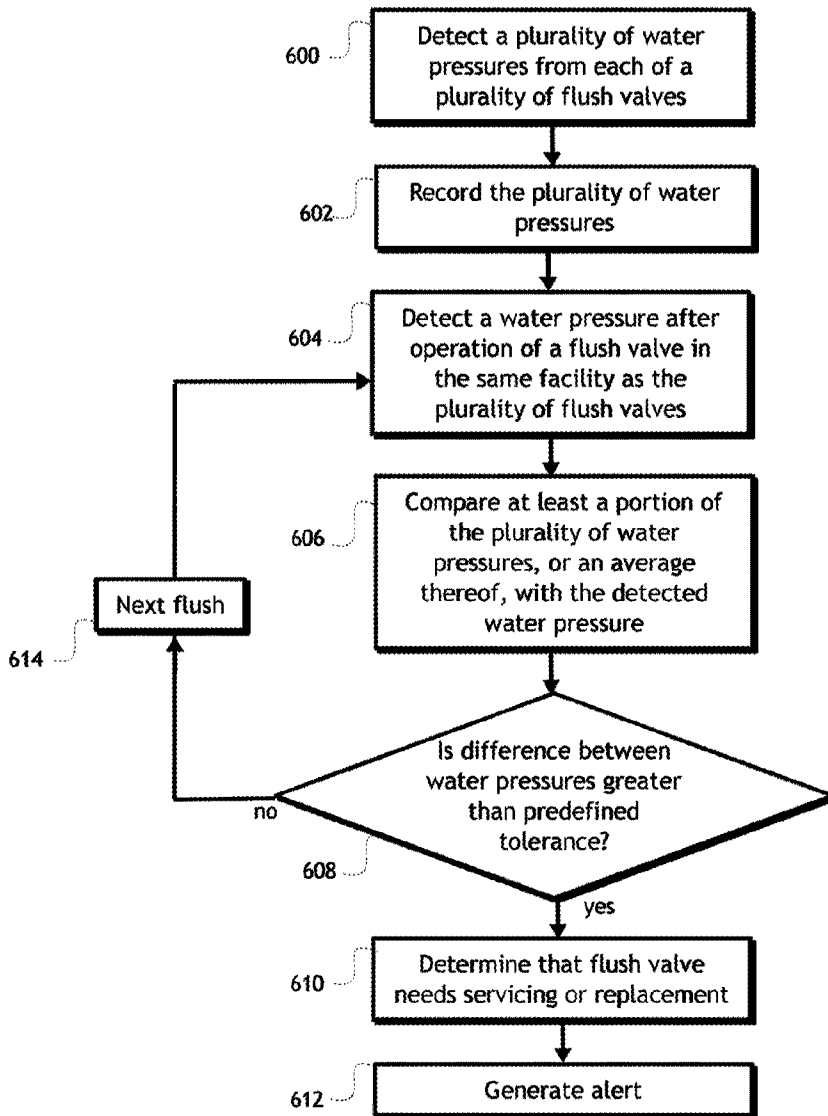 600
Detect a plurality of water
pressures from each of a
plurality of flush valves
602
Record the plurality of water
pressures
604
Detect a water pressure after
operation of a flush valve in
the same facility as the
plurality of flush valves
606
Compare at least a portion of
the plurality of water
pressures, or an average
thereof, with the detected
water pressure
Next flush
614
Is difference between
water pressures greater
than predefined
tolerance?
no
608
yes
610
Determine that flush valve
needs servicing or replacement
612
Generate alert